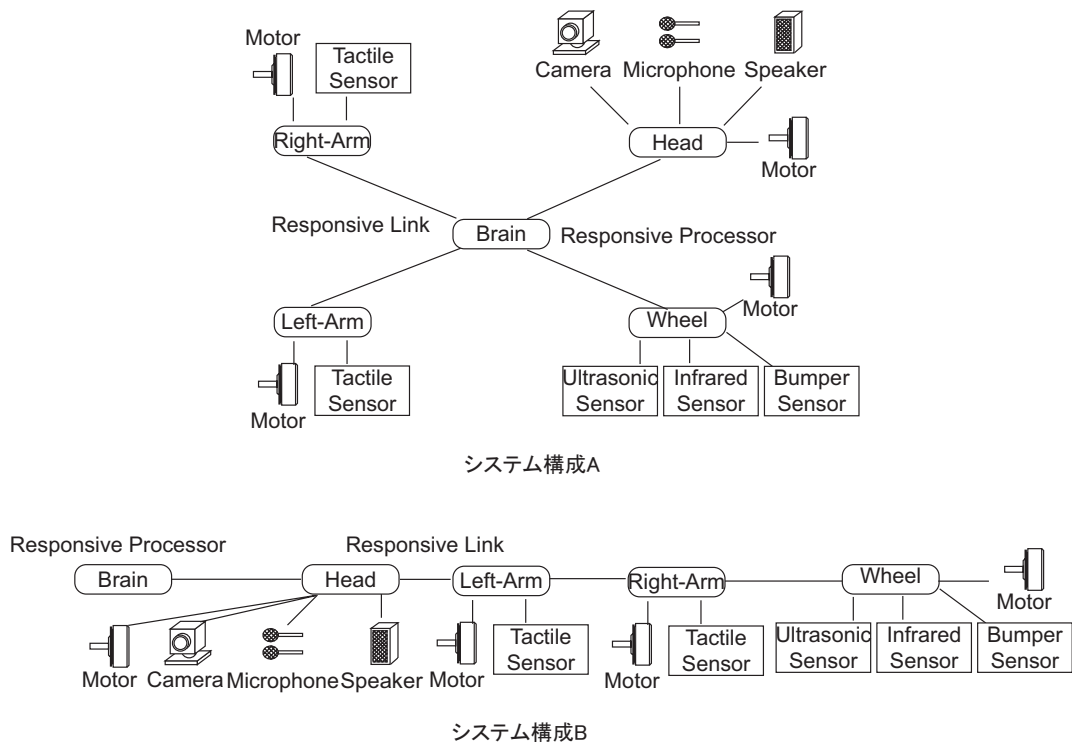 Motor
Tactile
Sensor
Right-Arm
Camera
Microphone
Speaker
Head
Motor
Responsive Link
Brain
Responsive Processor
Left-Arm
Motor
Tactile
Sensor
Wheel
Motor
Ultrasonic
Sensor
Infrared
Sensor
Bumper
Sensor
システム構成A
Responsive Processor
Responsive Link
Brain
Head
Left-Arm
Right-Arm
Wheel
Motor
Motor
Camera
Microphone
Speaker
Motor
Tactile
Sensor
Motor
Tactile
Sensor
Ultrasonic
Sensor
Infrared
Sensor
Bumper
Sensor
システム構成B